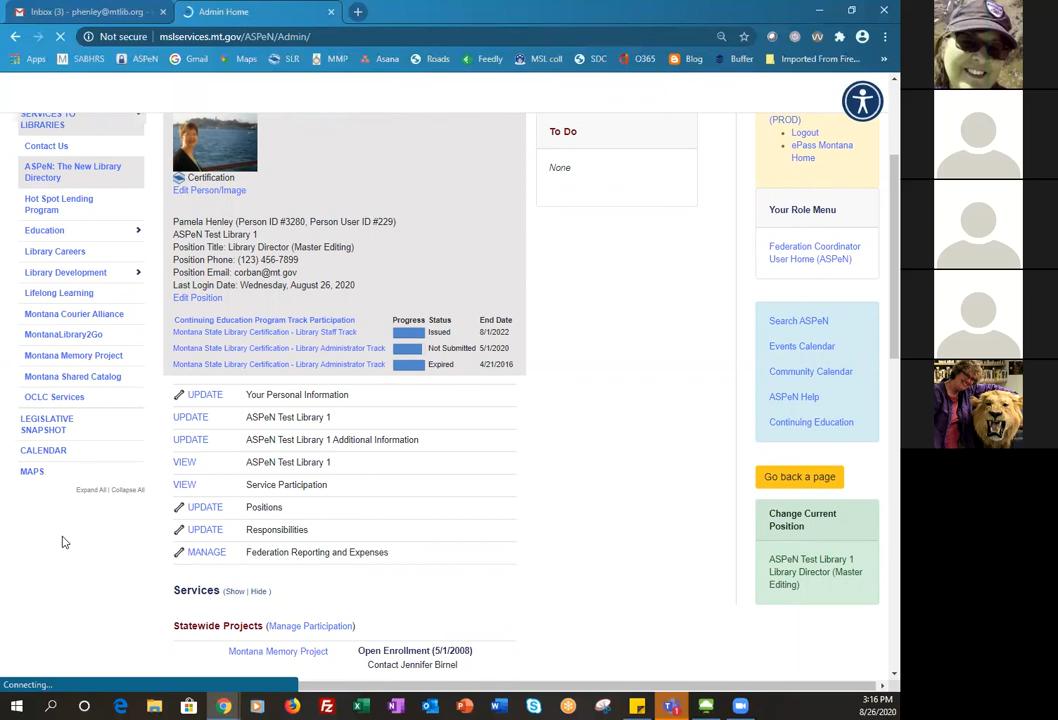 Inbox (3) - phenley@mtlib.org -
Admin Home
Not secure | mslservices.mt.gov/ASPeN/Admin/
Apps SABHRS ASPeN Gmail Maps SLR MMP Asana Roads Feedly MSL coll SDC O365 Blog Buffer Imported From Fire... »
SERVICES TO LIBRARIES
Contact Us
ASPeN: The New Library Directory
Hot Spot Lending Program
Education
Library Careers
Library Development
Lifelong Learning
Montana Courier Alliance
MontanaLibrary2Go
Montana Memory Project
Montana Shared Catalog
OCLC Services
LEGISLATIVE SNAPSHOT
CALENDAR
MAPS
Expand All | Collapse All
Certification
Edit Person/Image
Pamela Henley (Person ID #3280, Person User ID #229)
ASPeN Test Library 1
Position Title: Library Director (Master Editing)
Position Phone: (123) 456-7899
Position Email: corban@mt.gov
Last Login Date: Wednesday, August 26, 2020
Edit Position
Continuing Education Program Track Participation Progress Status End Date
Montana State Library Certification - Library Staff Track Issued 8/1/2022
Montana State Library Certification - Library Administrator Track Not Submitted 5/1/2020
Montana State Library Certification - Library Administrator Track Expired 4/21/2016
UPDATE Your Personal Information
UPDATE ASPeN Test Library 1
UPDATE ASPeN Test Library 1 Additional Information
VIEW ASPeN Test Library 1
VIEW Service Participation
UPDATE Positions
UPDATE Responsibilities
MANAGE Federation Reporting and Expenses
Services (Show | Hide )
Statewide Projects (Manage Participation)
Montana Memory Project Open Enrollment (5/1/2008)
Contact Jennifer Birnel
To Do
None
(PROD)
Logout
ePass Montana Home
Your Role Menu
Federation Coordinator User Home (ASPeN)
Search ASPeN
Events Calendar
Community Calendar
ASPeN Help
Continuing Education
Go back a page
Change Current Position
ASPeN Test Library 1
Library Director (Master Editing)
Connecting...
3:16 PM
8/26/2020